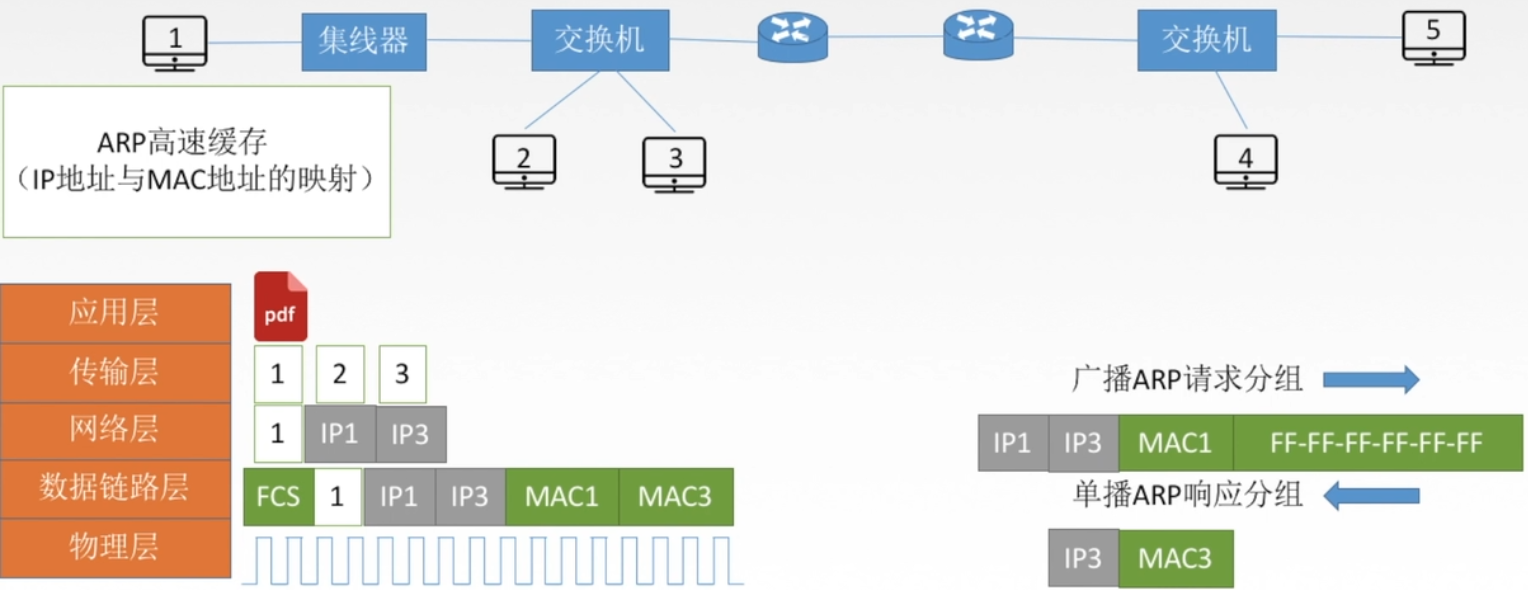 1
集线器
交换机
交换机
5
2
3
4
ARP高速缓存
（IP地址与MAC地址的映射）
应用层
pdf
传输层
1 2 3
网络层
1 IP1 IP3
数据链路层
FCS 1 IP1 IP3 MAC1 MAC3
物理层
广播ARP请求分组
IP1 IP3 MAC1 FF-FF-FF-FF-FF-FF
单播ARP响应分组
IP3 MAC3